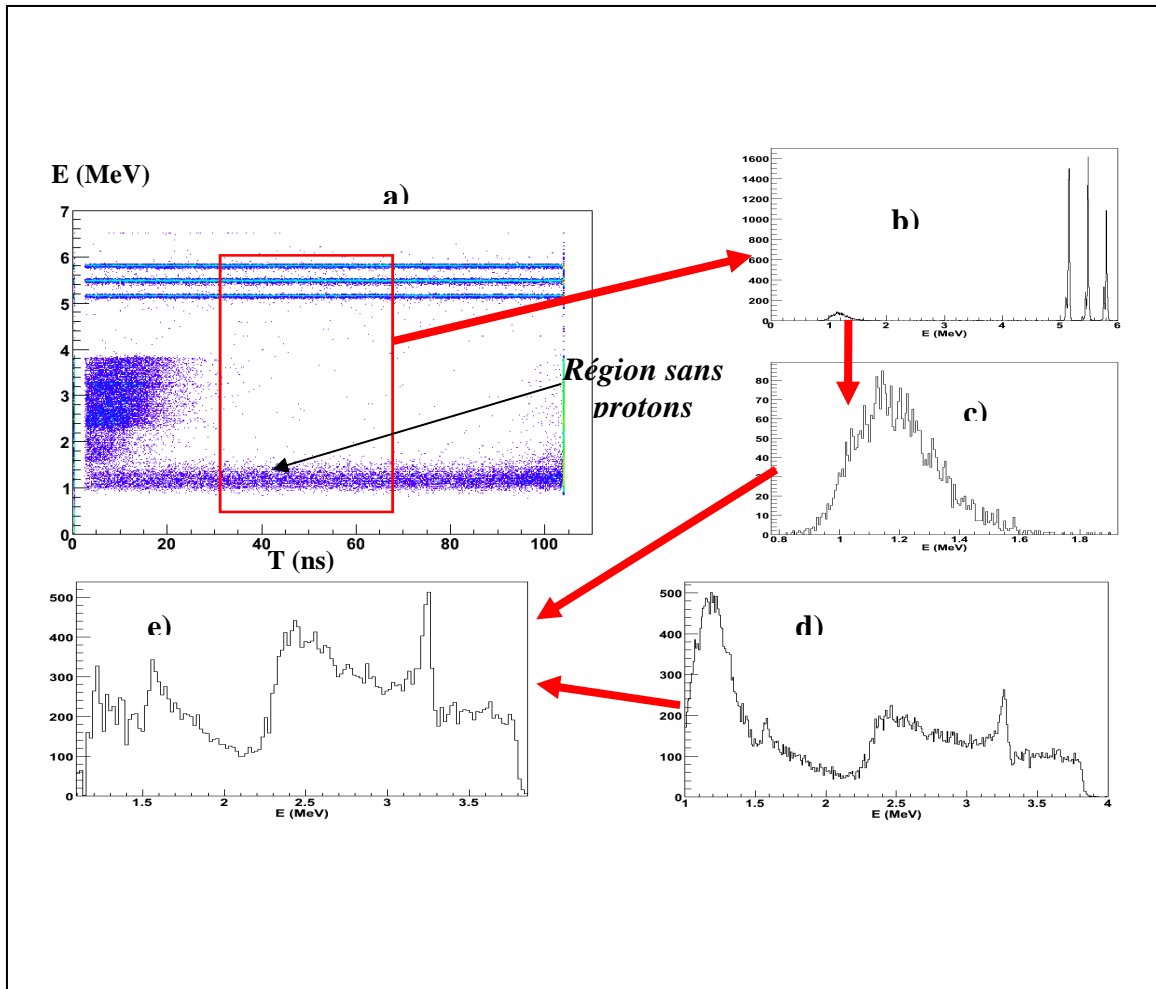 E (MeV)
a)
7
6
5
4
3
2
1
0
0 20 40 60 80 100
T (ns)
Région sans
protons
b)
1600
1400
1200
1000
800
600
400
200
0
0 1 2 3 4 5 6
E (MeV)
c)
80
70
60
50
40
30
20
10
0
0.8 1 1.2 1.4 1.6 1.8
E (MeV)
e)
500
400
300
200
100
0
1.5 2 2.5 3 3.5
E (MeV)
d)
500
400
300
200
100
0
1 1.5 2 2.5 3 3.5 4
E (MeV)